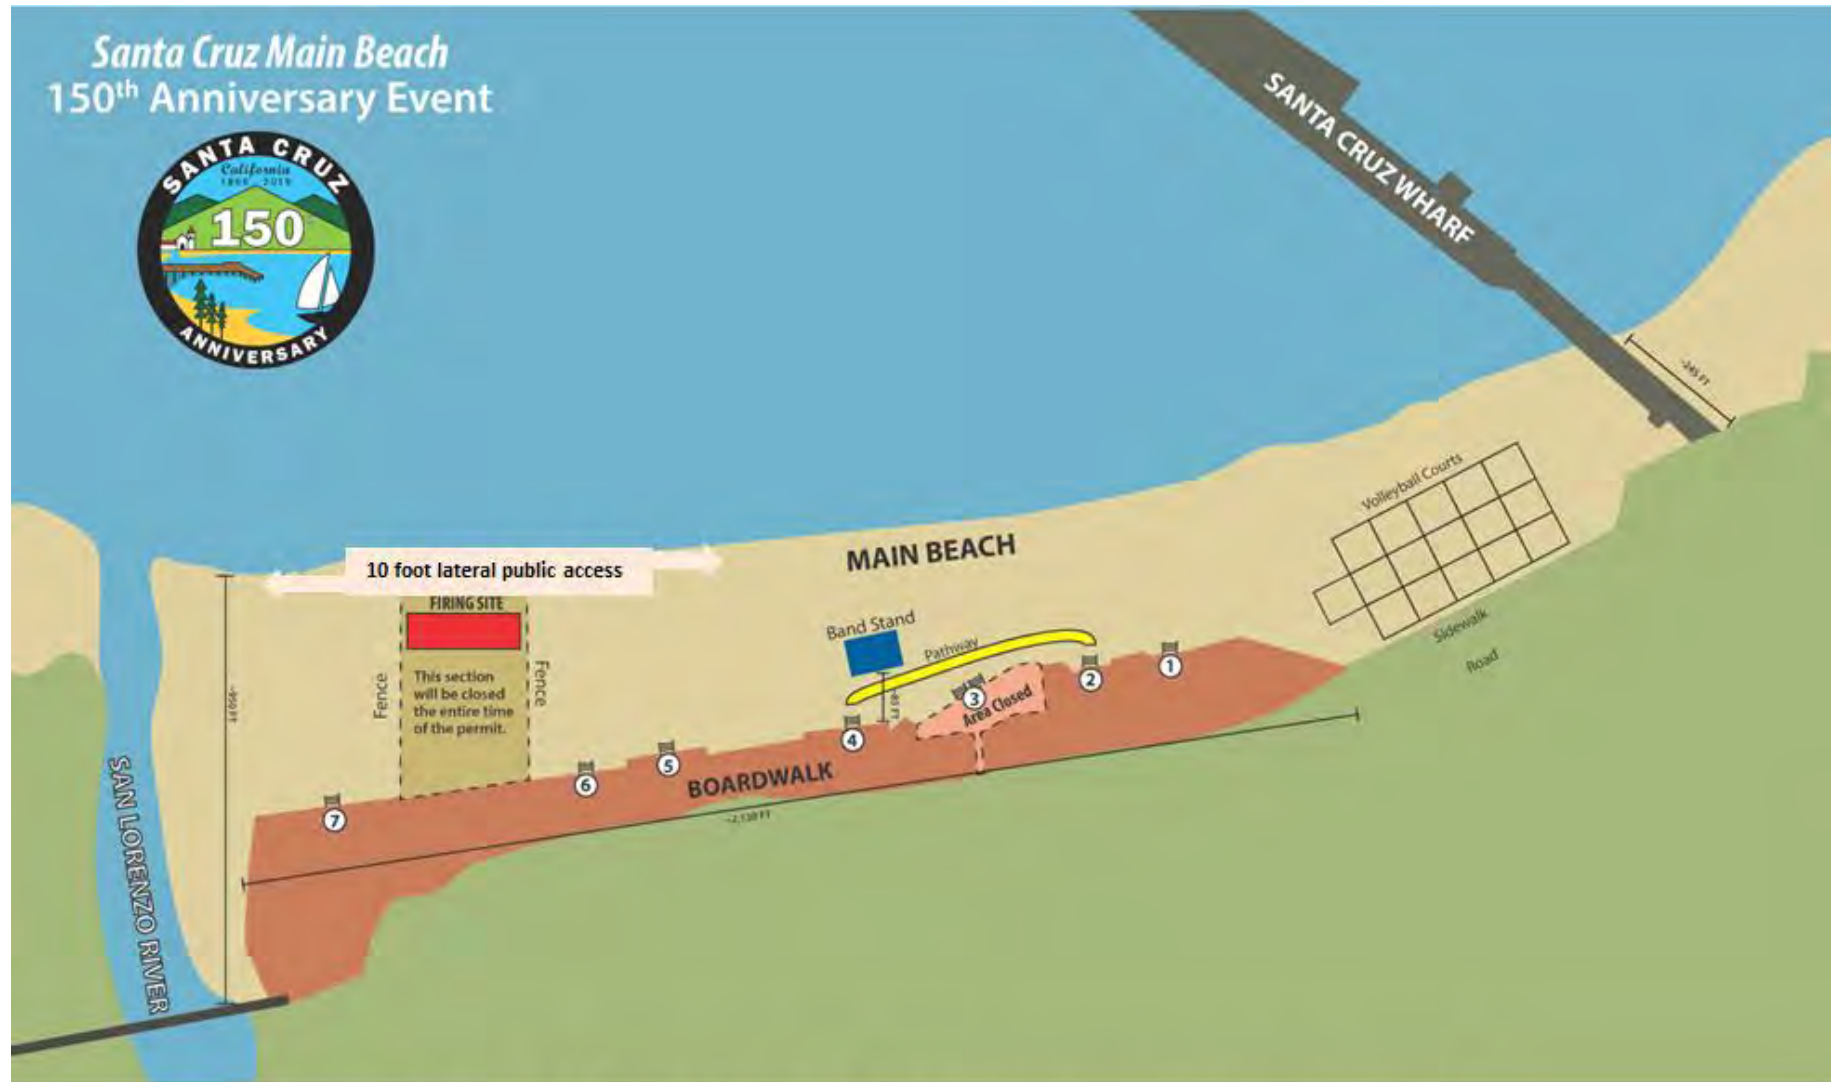 Santa Cruz Main Beach
150th Anniversary Event
SANTA CRUZ
California
150
ANNIVERSARY
SANTA CRUZ WHARF
~245 FT
Volleyball Courts
MAIN BEACH
10 foot lateral public access
FIRING SITE
Fence
Fence
This section
will be closed
the entire time
of the permit.
Band Stand
Pathway
Sidewalk
Road
Area Closed
1
2
3
4
5
6
7
BOARDWALK
SAN LORENZO RIVER